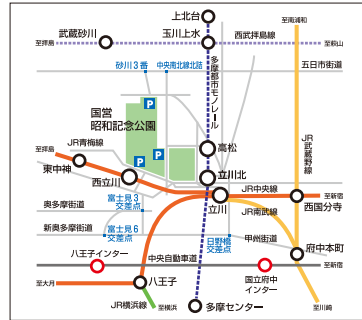 上北台
至南浦和
武蔵砂川
玉川上水
西武拝島線
至拝島
至萩山
砂川3番
中央南北線北詰
五日市街道
多摩都市モノレール
P
国営
昭和記念公園
P
P
JR武蔵野線
高松
至拝島
JR青梅線
東中神
立川北
西立川
JR中央線
立川
至新宿
西国分寺
奥多摩街道
富士見3
交差点
JR南武線
新奥多摩街道
富士見6
交差点
日野橋
交差点
甲州街道
府中本町
八王子インター
中央自動車道
至新宿
国立府中
インター
至大月
八王子
JR横浜線
至横浜
多摩センター
至川崎